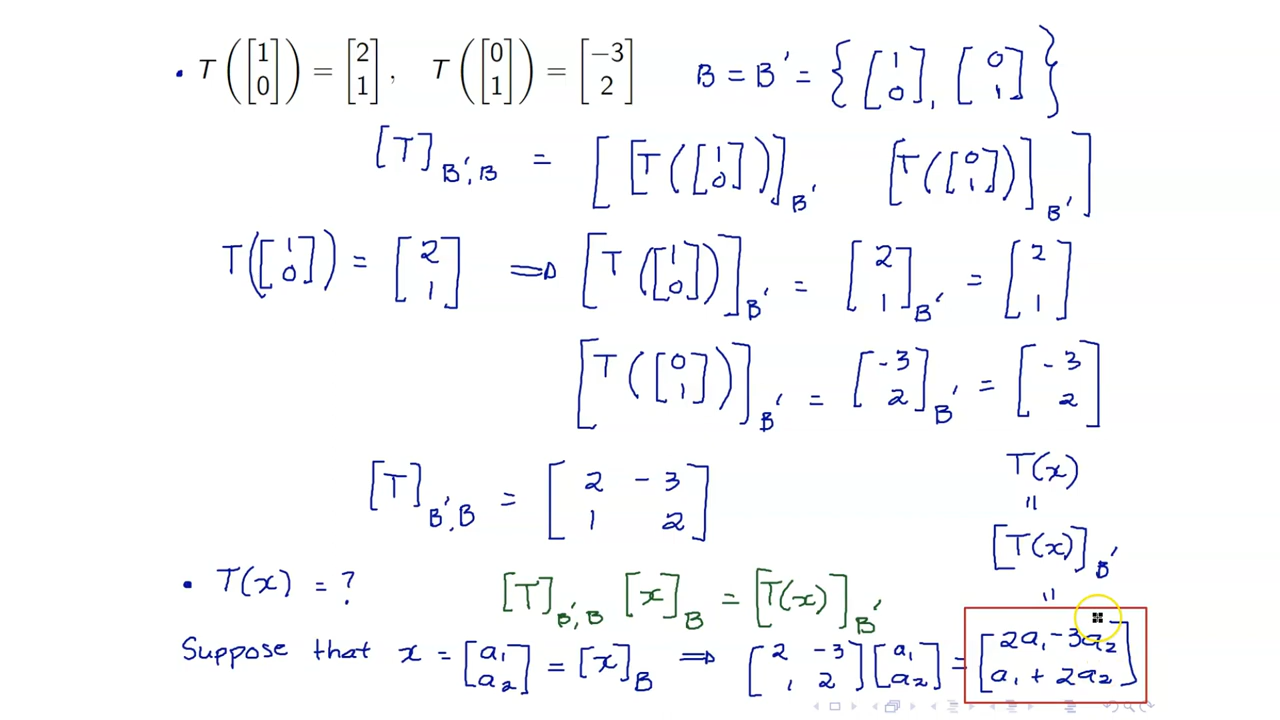 • T([1 0]) = [2 1], T([0 1]) = [−3 2] B = B′ = {[1 0], [0 1]}
[T]B′,B = [[T([1 0])]B′ [T([0 1])]B′]
T([1 0]) = [2 1] ⟹ [T([1 0])]B′ = [2 1]B′ = [2 1]
[T([0 1])]B′ = [-3 2]B′ = [-3 2]
[T]B′,B = [2 -3 1 2]
T(x)
=
[T(x)]B′
=
• T(x) = ? [T]B′,B [x]B = [T(x)]B′
Suppose that x = [a1 a2] = [x]B ⟹ [2 -3 1 2][a1 a2] = [2a1 - 3a2 a1 + 2a2]